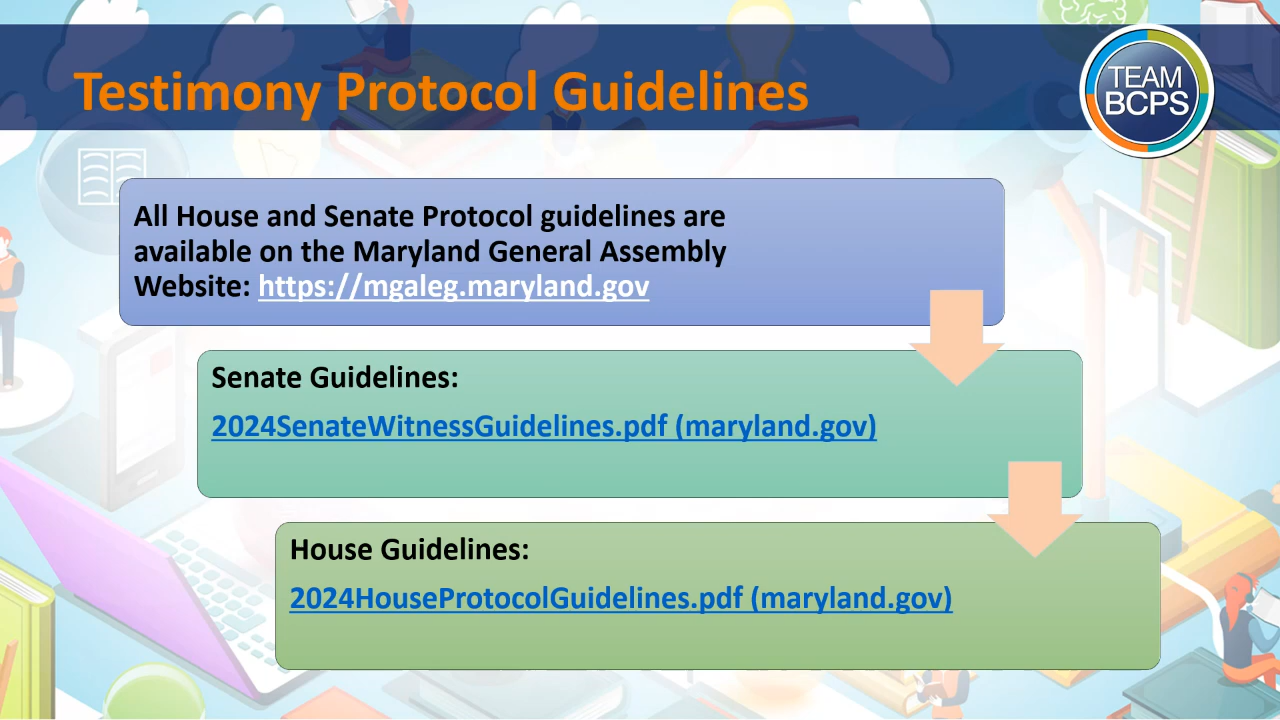 Testimony Protocol Guidelines
TEAM
BCPS
All House and Senate Protocol guidelines are
available on the Maryland General Assembly
Website: https://mgaleg.maryland.gov
Senate Guidelines:
2024SenateWitnessGuidelines.pdf (maryland.gov)
House Guidelines:
2024HouseProtocolGuidelines.pdf (maryland.gov)